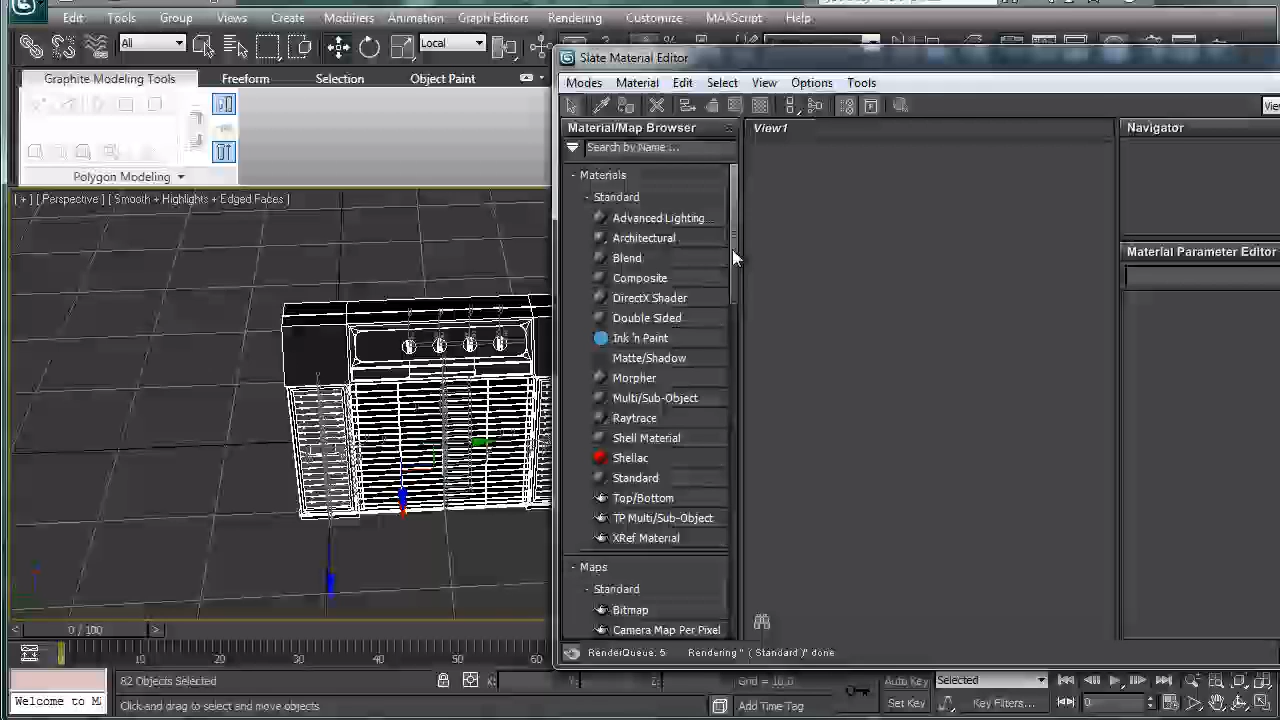 Edit Tools Group Views Create Modifiers Animation Graph Editors Rendering Customize MAXScript Help
All Local
Slate Material Editor
Graphite Modeling Tools Freeform Selection Object Paint
Modes Material Edit Select View Options Tools
Material/Map Browser
View1
Navigator
Search by Name ...
Polygon Modeling
[ + ] [ Perspective ] [ Smooth + Highlights + Edged Faces ]
- Materials
- Standard
Advanced Lighting
Architectural
Blend
Composite
DirectX Shader
Double Sided
Ink 'n Paint
Matte/Shadow
Morpher
Multi/Sub-Object
Raytrace
Shell Material
Shellac
Standard
Top/Bottom
TP Multi/Sub-Object
XRef Material
- Maps
- Standard
Bitmap
Camera Map Per Pixel
Material Parameter Editor
RenderQueue: 5 Rendering " ( Standard )" done
< 0 / 100 >
10 20 30 40 50 60
82 Objects Selected
Grid = 10.0
Auto Key Selected
Welcome to M
Click and drag to select and move objects
Add Time Tag
Set Key Key Filters... 0